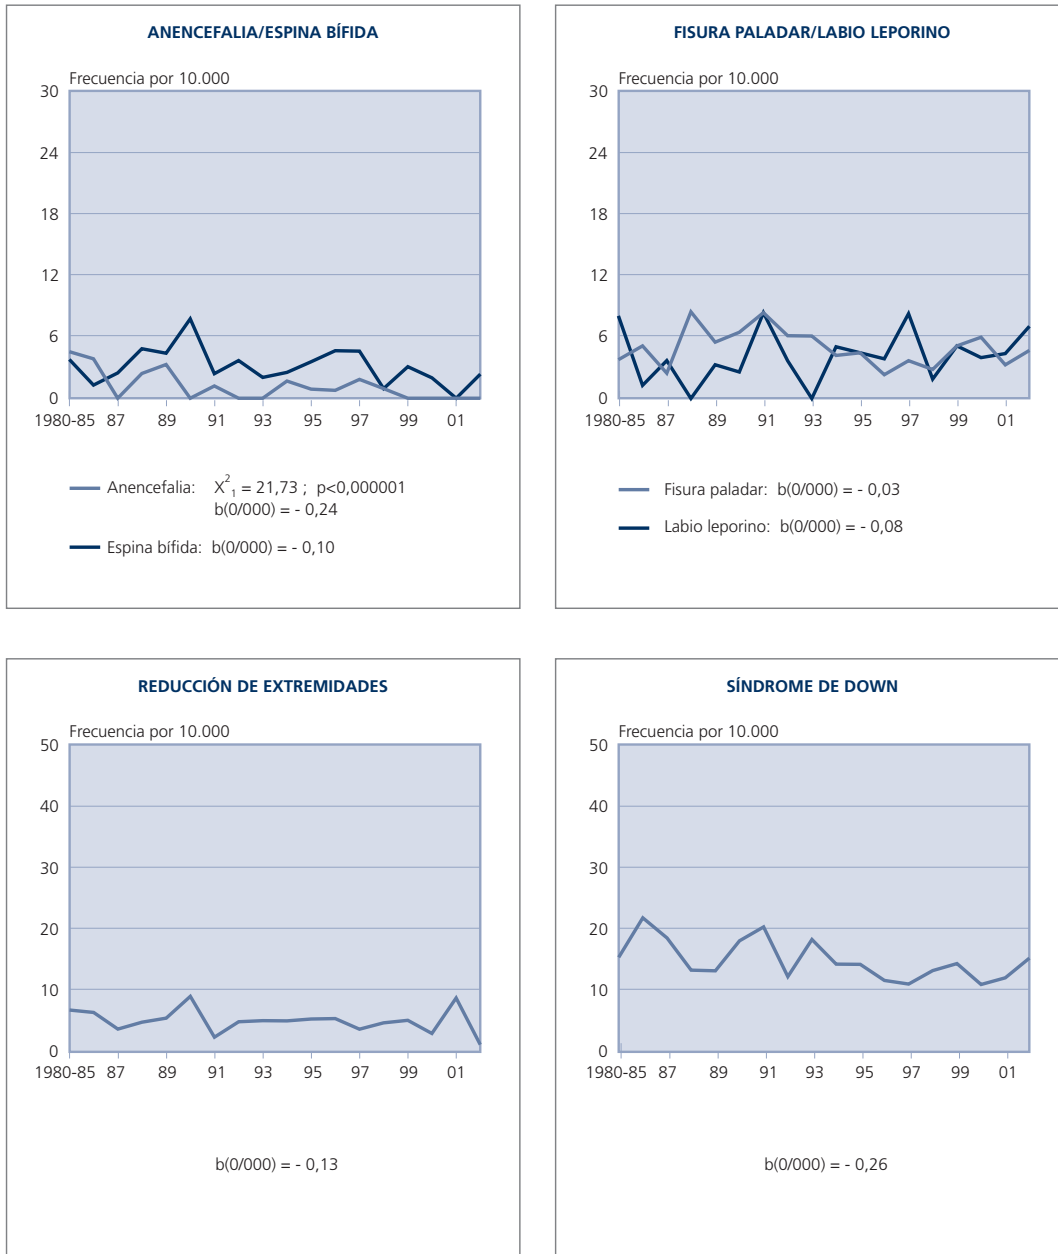 ANENCEFALIA/ESPINA BÍFIDA
Frecuencia por 10.000
30
24
18
12
6
0
1980-85 87 89 91 93 95 97 99 01
Anencefalia: X²₁ = 21,73 ; p<0,000001
b(0/000) = - 0,24
Espina bífida: b(0/000) = - 0,10
FISURA PALADAR/LABIO LEPORINO
Frecuencia por 10.000
30
24
18
12
6
0
1980-85 87 89 91 93 95 97 99 01
Fisura paladar: b(0/000) = - 0,03
Labio leporino: b(0/000) = - 0,08
REDUCCIÓN DE EXTREMIDADES
Frecuencia por 10.000
50
40
30
20
10
0
1980-85 87 89 91 93 95 97 99 01
b(0/000) = - 0,13
SÍNDROME DE DOWN
Frecuencia por 10.000
50
40
30
20
10
0
1980-85 87 89 91 93 95 97 99 01
b(0/000) = - 0,26